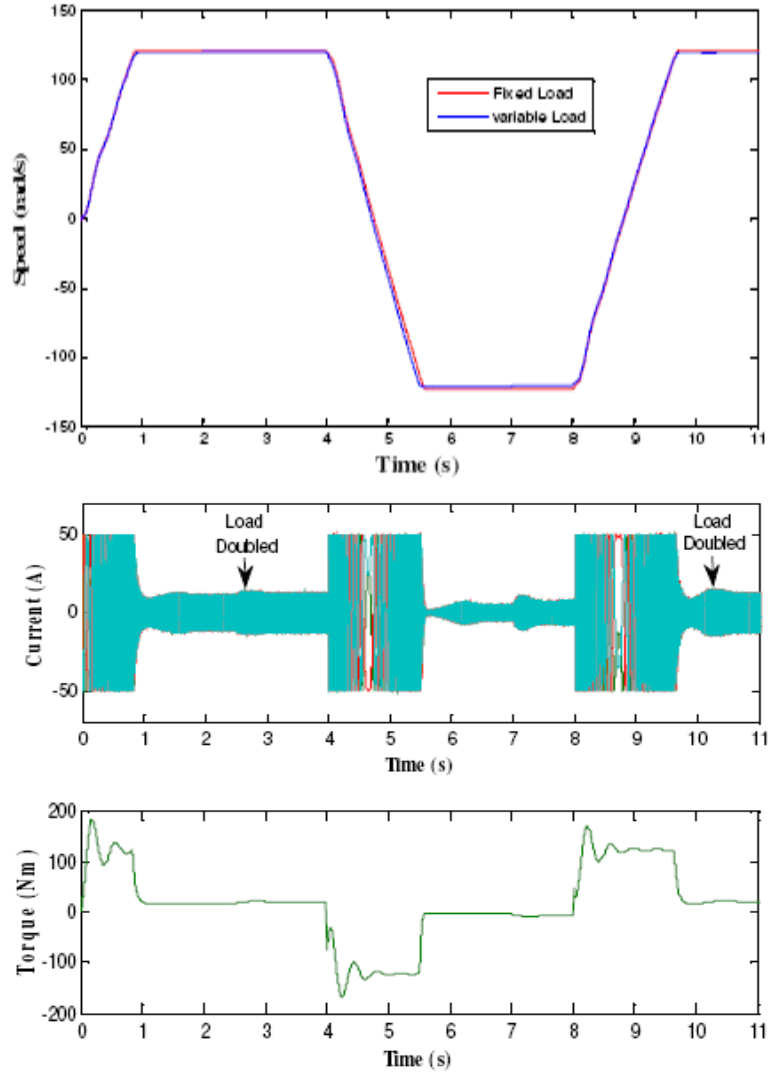 150
100
50
0
-50
-100
-150
Speed (rad/s)
Fixed Load
variable Load
0 1 2 3 4 5 6 7 8 9 10 11
Time (s)
50
0
-50
Current (A)
Load
Doubled
Load
Doubled
0 1 2 3 4 5 6 7 8 9 10 11
Time (s)
200
100
0
-100
-200
Torque (Nm)
0 1 2 3 4 5 6 7 8 9 10 11
Time (s)